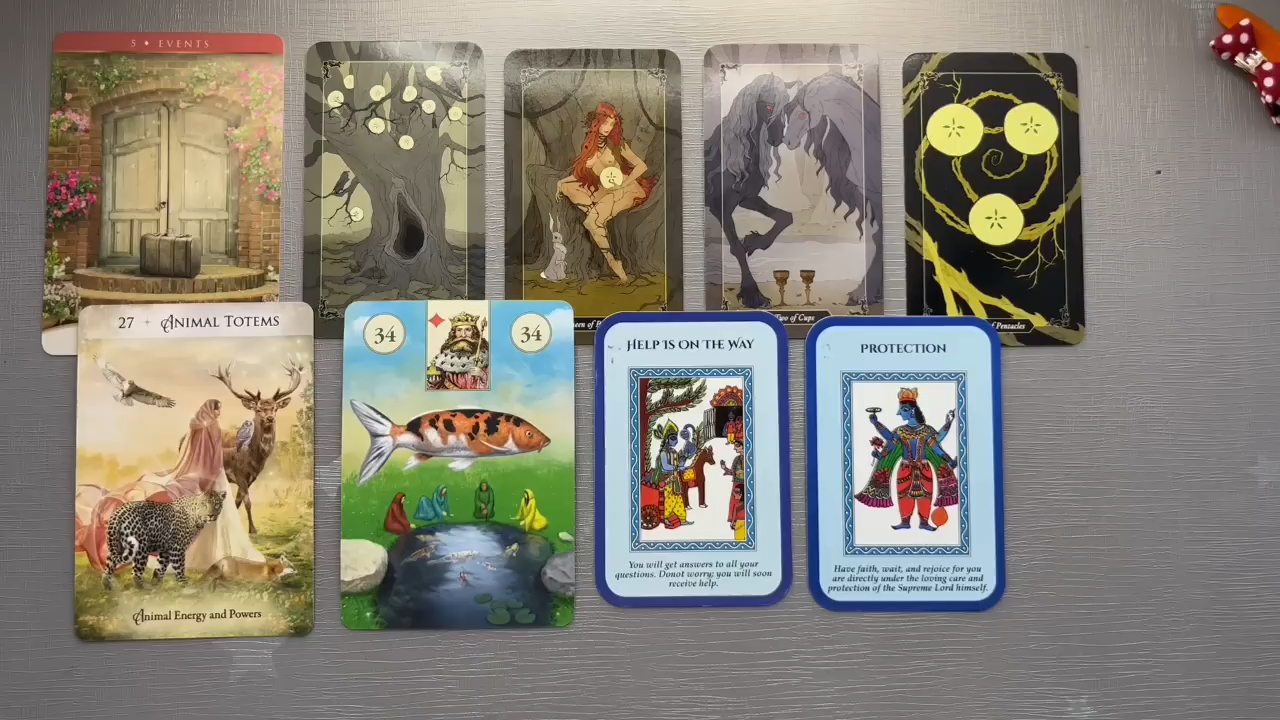 5 • EVENTS
Two of Cups
of Pentacles
27 + ANIMAL TOTEMS
Animal Energy and Powers
34
34
HELP IS ON THE WAY
You will get answers to all your
questions. Donot worry; you will soon
receive help.
PROTECTION
Have faith, wait, and rejoice for you
are directly under the loving care and
protection of the Supreme Lord himself.